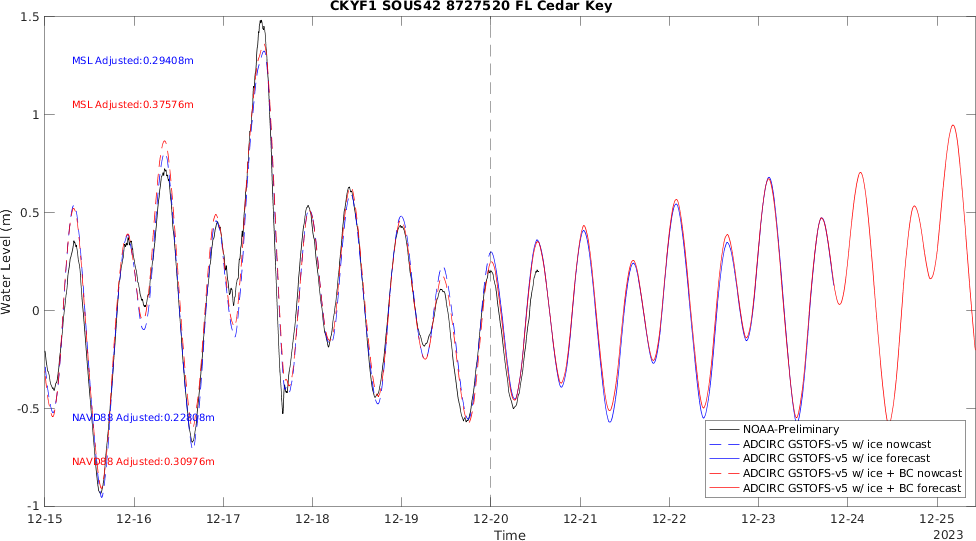 CKYF1 SOUS42 8727520 FL Cedar Key
1.5
1
0.5
0
-0.5
-1
Water Level (m)
MSL Adjusted:0.29408m
MSL Adjusted:0.37576m
NAVD88 Adjusted:0.22808m
NAVD88 Adjusted:0.30976m
NOAA-Preliminary
ADCIRC GSTOFS-v5 w/ ice nowcast
ADCIRC GSTOFS-v5 w/ ice forecast
ADCIRC GSTOFS-v5 w/ ice + BC nowcast
ADCIRC GSTOFS-v5 w/ ice + BC forecast
12-15 12-16 12-17 12-18 12-19 12-20 12-21 12-22 12-23 12-24 12-25
Time
2023